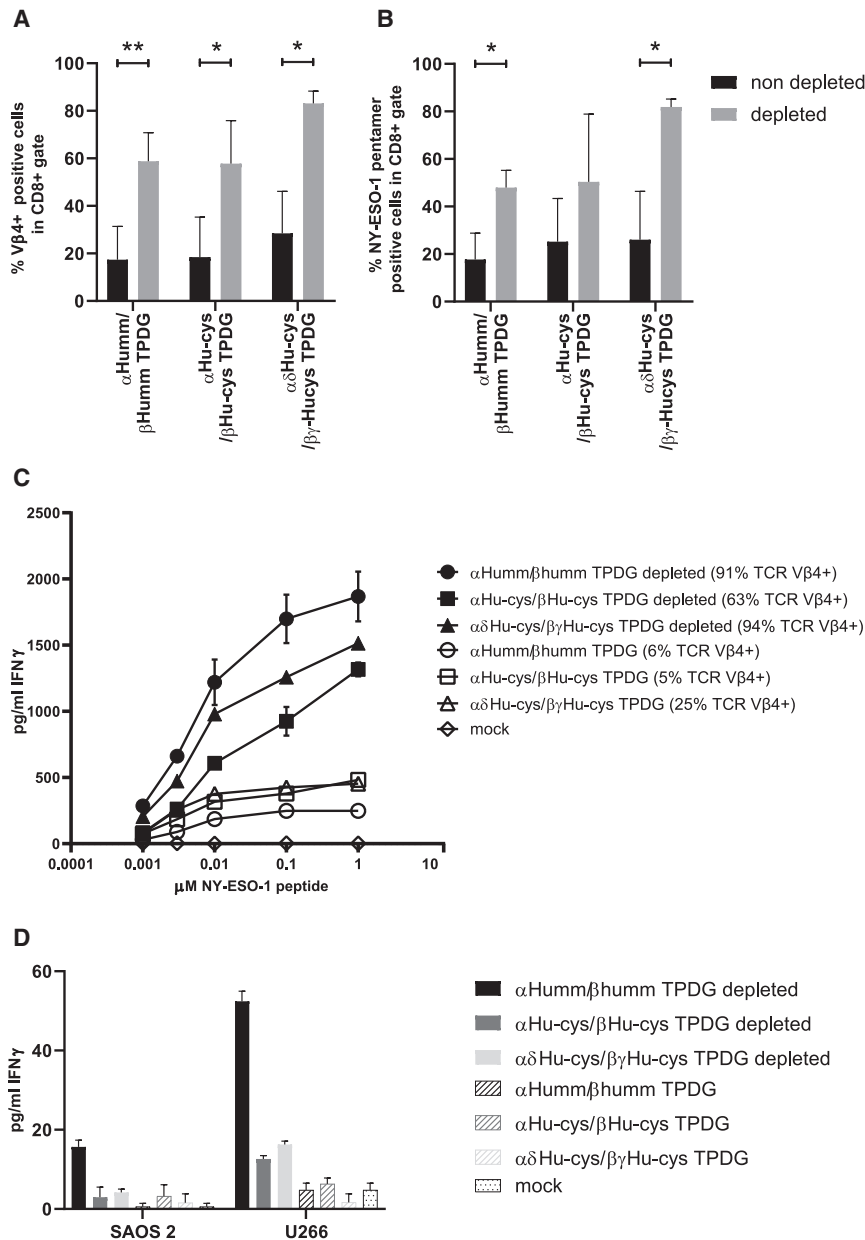 A
** * *
% Vβ4+ positive cells
in CD8+ gate
100
80
60
40
20
0
αHumm/
βHumm TPDG
αHu-cys
/βHu-cys TPDG
αδHu-cys
/βγ-Hucys TPDG
B
* *
% NY-ESO-1 pentamer
positive cells in CD8+ gate
100
80
60
40
20
0
αHumm/
βHumm TPDG
αHu-cys
/βHu-cys TPDG
αδHu-cys
/βγ-Hucys TPDG
non depleted
depleted
C
pg/ml IFNγ
2500
2000
1500
1000
500
0
0.0001 0.001 0.01 0.1 1 10
μM NY-ESO-1 peptide
αHumm/βhumm TPDG depleted (91% TCR Vβ4+)
αHu-cys/βHu-cys TPDG depleted (63% TCR Vβ4+)
αδHu-cys/βγHu-cys TPDG depleted (94% TCR Vβ4+)
αHumm/βhumm TPDG (6% TCR Vβ4+)
αHu-cys/βHu-cys TPDG (5% TCR Vβ4+)
αδHu-cys/βγHu-cys TPDG (25% TCR Vβ4+)
mock
D
pg/ml IFNγ
60
40
20
0
SAOS 2 U266
αHumm/βhumm TPDG depleted
αHu-cys/βHu-cys TPDG depleted
αδHu-cys/βγHu-cys TPDG depleted
αHumm/βhumm TPDG
αHu-cys/βHu-cys TPDG
αδHu-cys/βγHu-cys TPDG
mock